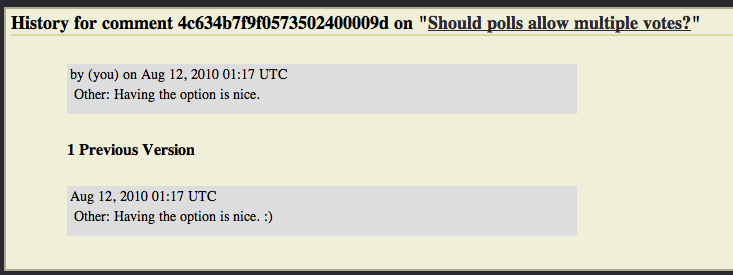 History for comment 4c634b7f9f0573502400009d on "Should polls allow multiple votes?"
by (you) on Aug 12, 2010 01:17 UTC
Other: Having the option is nice.
1 Previous Version
Aug 12, 2010 01:17 UTC
Other: Having the option is nice. :)